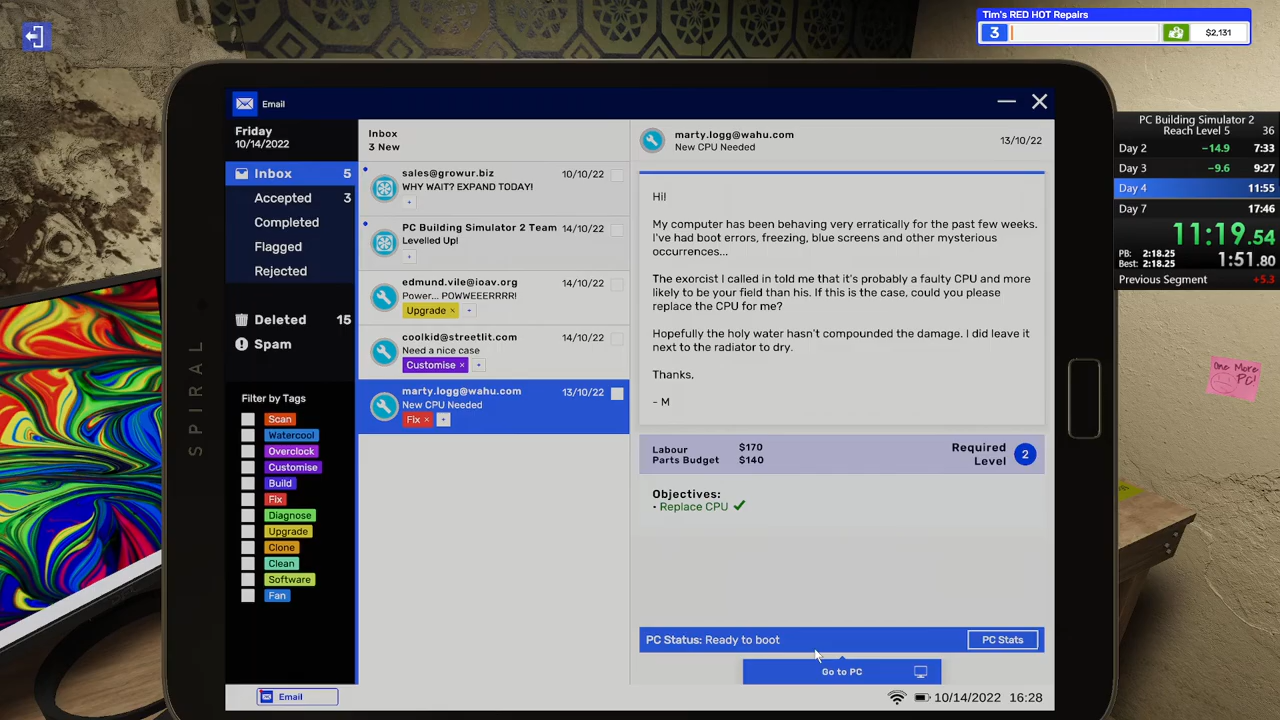 Tim's RED HOT Repairs
3
$2,131
Email
Friday
10/14/2022
Inbox 5
Accepted 3
Completed
Flagged
Rejected
Deleted 15
Spam
Filter by Tags
Scan
Watercool
Overclock
Customise
Build
Fix
Diagnose
Upgrade
Clone
Clean
Software
Fan
Inbox
3 New
sales@growur.biz 10/10/22
WHY WAIT? EXPAND TODAY!
+
PC Building Simulator 2 Team 14/10/22
Levelled Up!
+
edmund.vile@ioav.org 14/10/22
Power... POWWEEERRRR!
Upgrade × +
coolkid@streetlit.com 14/10/22
Need a nice case
Customise × +
marty.logg@wahu.com 13/10/22
New CPU Needed
Fix × +
marty.logg@wahu.com 13/10/22
New CPU Needed
Hi!
My computer has been behaving very erratically for the past few weeks.
I've had boot errors, freezing, blue screens and other mysterious
occurrences...
The exorcist I called in told me that it's probably a faulty CPU and more
likely to be your field than his. If this is the case, could you please
replace the CPU for me?
Hopefully the holy water hasn't compounded the damage. I did leave it
next to the radiator to dry.
Thanks,
- M
Labour $170
Parts Budget $140
Required
Level 2
Objectives:
• Replace CPU
PC Status: Ready to boot
PC Stats
Go to PC
Email
10/14/2022 16:28
SPIRAL
PC Building Simulator 2
Reach Level 5 36
Day 2 −14.9 7:33
Day 3 −9.6 9:27
Day 4 11:55
Day 7 17:46
11:19.54
PB: 2:18.25
Best: 2:18.25
1:51.80
Previous Segment +5.3
One More
PC!